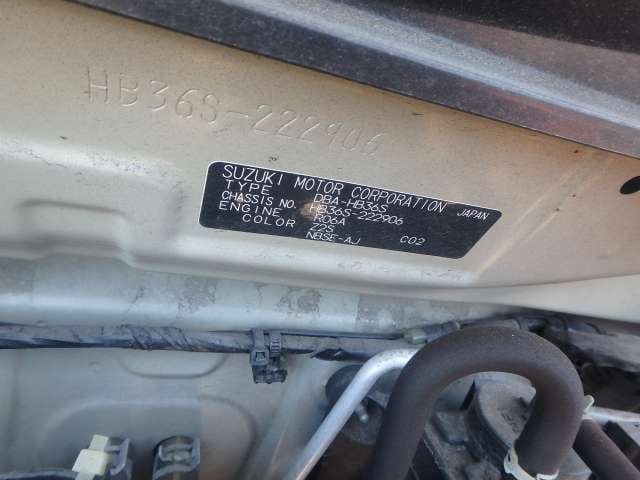 HB36S-222906
SUZUKI MOTOR CORPORATION JAPAN
TYPE DBA-HB36S
CHASSIS NO. HB36S-222906
ENGINE R06A
COLOR Z2S
NBSE-AJ C02